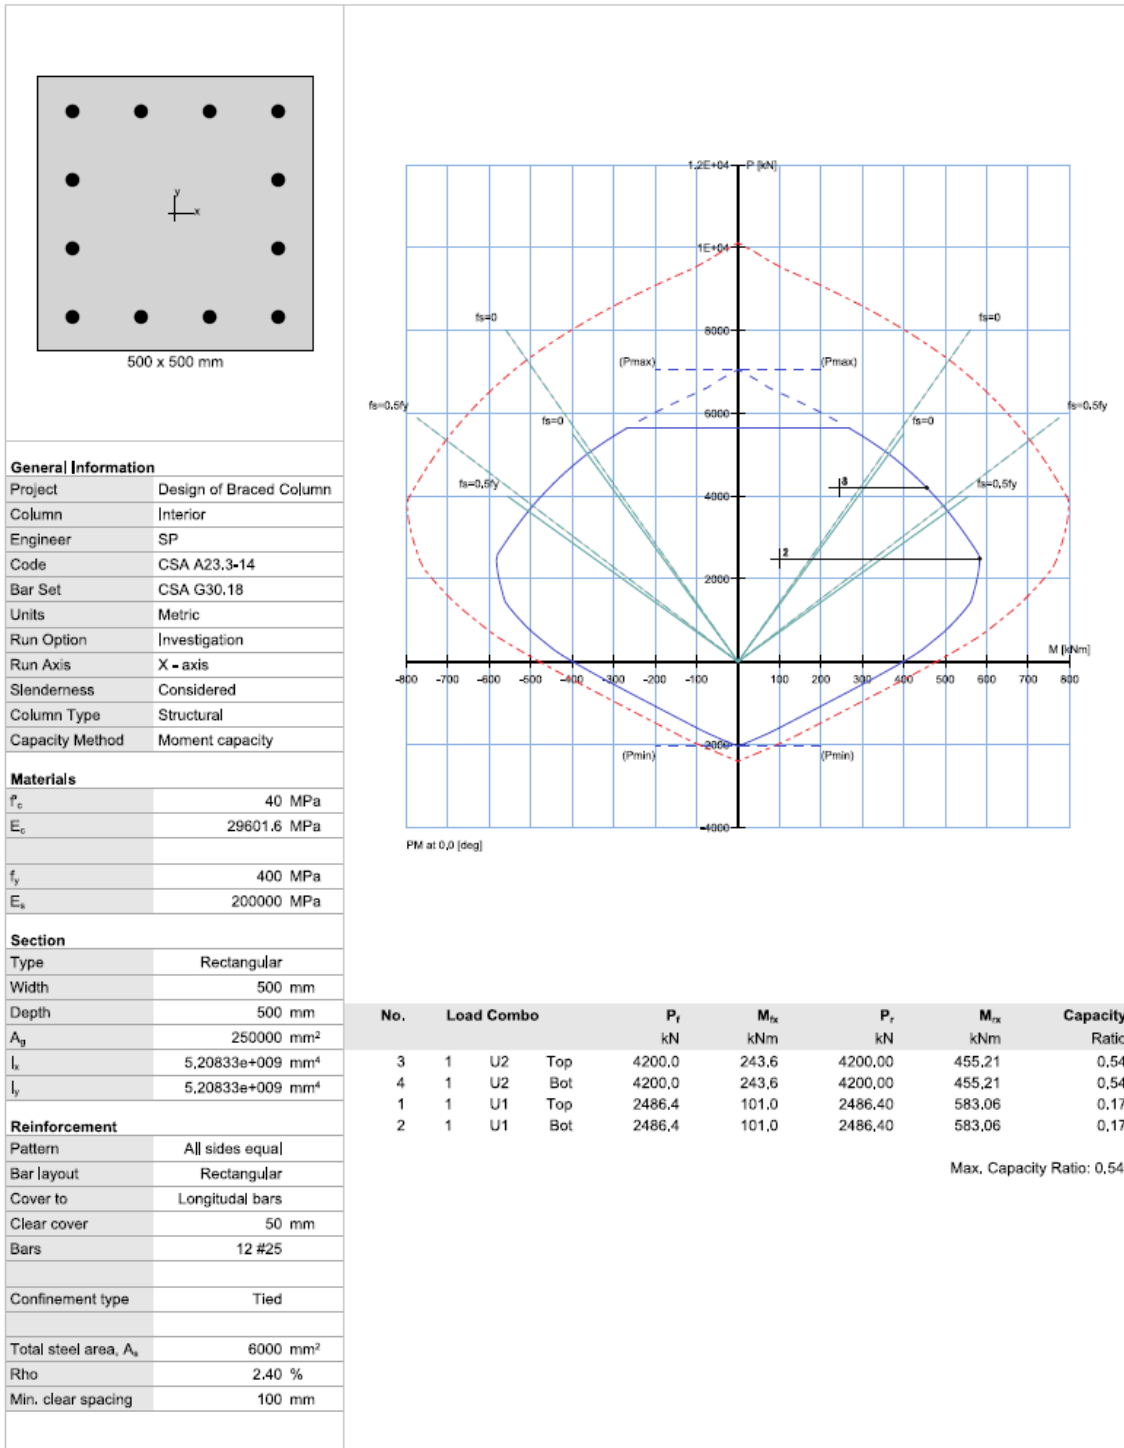 y
x
500 x 500 mm
General Information
Project Design of Braced Column
Column Interior
Engineer SP
Code CSA A23.3-14
Bar Set CSA G30.18
Units Metric
Run Option Investigation
Run Axis X - axis
Slenderness Considered
Column Type Structural
Capacity Method Moment capacity
Materials
f'c 40 MPa
Ec 29601.6 MPa
fy 400 MPa
Es 200000 MPa
Section
Type Rectangular
Width 500 mm
Depth 500 mm
Ag 250000 mm²
Ix 5.20833e+009 mm⁴
Iy 5.20833e+009 mm⁴
Reinforcement
Pattern All sides equal
Bar layout Rectangular
Cover to Longitudal bars
Clear cover 50 mm
Bars 12 #25
Confinement type Tied
Total steel area, As 6000 mm²
Rho 2.40 %
Min. clear spacing 100 mm
1.2E+04 P [kN]
1E+04
fs=0 8000 fs=0
(Pmax) (Pmax)
fs=0.5fy 6000 fs=0.5fy
fs=0 fs=0
fs=0.5fy 3 fs=0.5fy
4000
2
2000
M [kNm]
-800 -700 -600 -500 -400 -300 -200 -100 100 200 300 400 500 600 700 800
-2000
(Pmin) (Pmin)
-4000
PM at 0.0 [deg]
No. Load Combo Pf Mfx Pr Mrx Capacity
kN kNm kN kNm Ratio
3 1 U2 Top 4200.0 243.6 4200.00 455.21 0.54
4 1 U2 Bot 4200.0 243.6 4200.00 455.21 0.54
1 1 U1 Top 2486.4 101.0 2486.40 583.06 0.17
2 1 U1 Bot 2486.4 101.0 2486.40 583.06 0.17
Max. Capacity Ratio: 0.54